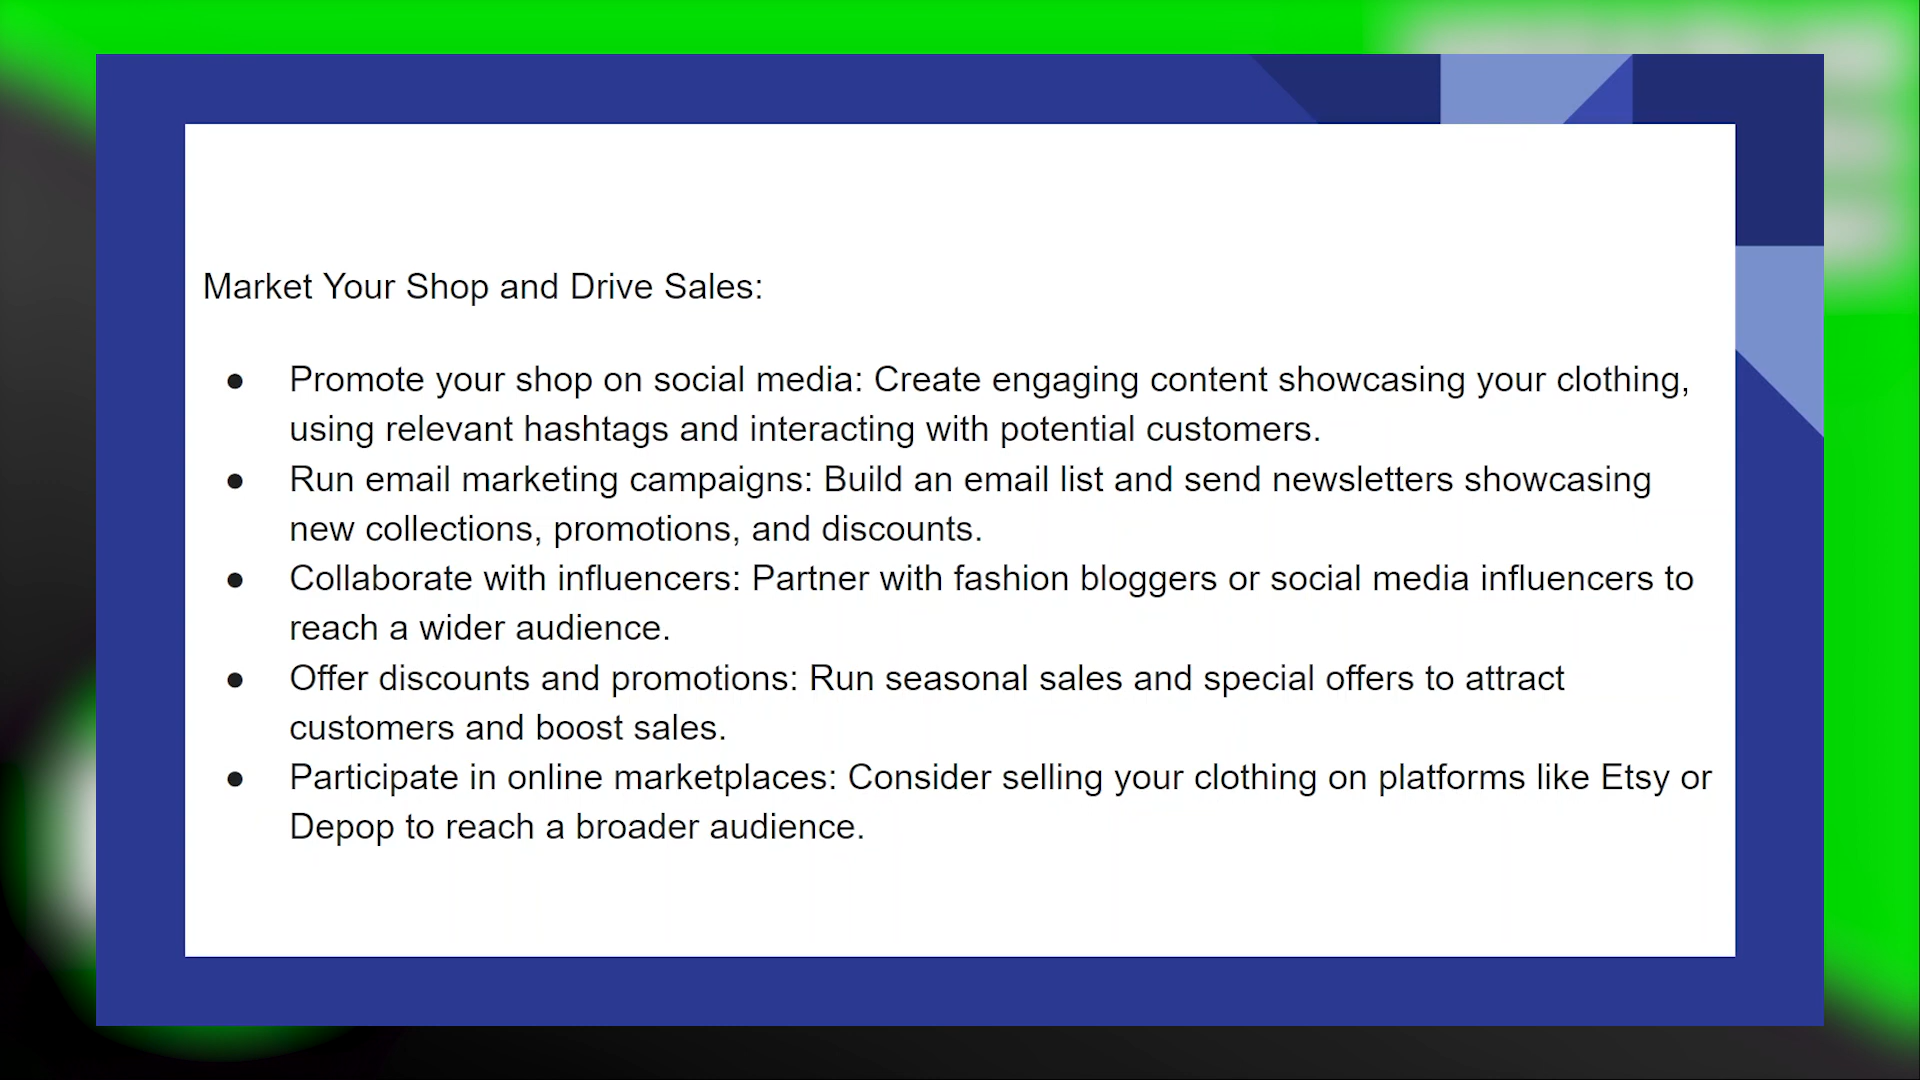 Market Your Shop and Drive Sales:
● Promote your shop on social media: Create engaging content showcasing your clothing,
using relevant hashtags and interacting with potential customers.
● Run email marketing campaigns: Build an email list and send newsletters showcasing
new collections, promotions, and discounts.
● Collaborate with influencers: Partner with fashion bloggers or social media influencers to
reach a wider audience.
● Offer discounts and promotions: Run seasonal sales and special offers to attract
customers and boost sales.
● Participate in online marketplaces: Consider selling your clothing on platforms like Etsy or
Depop to reach a broader audience.